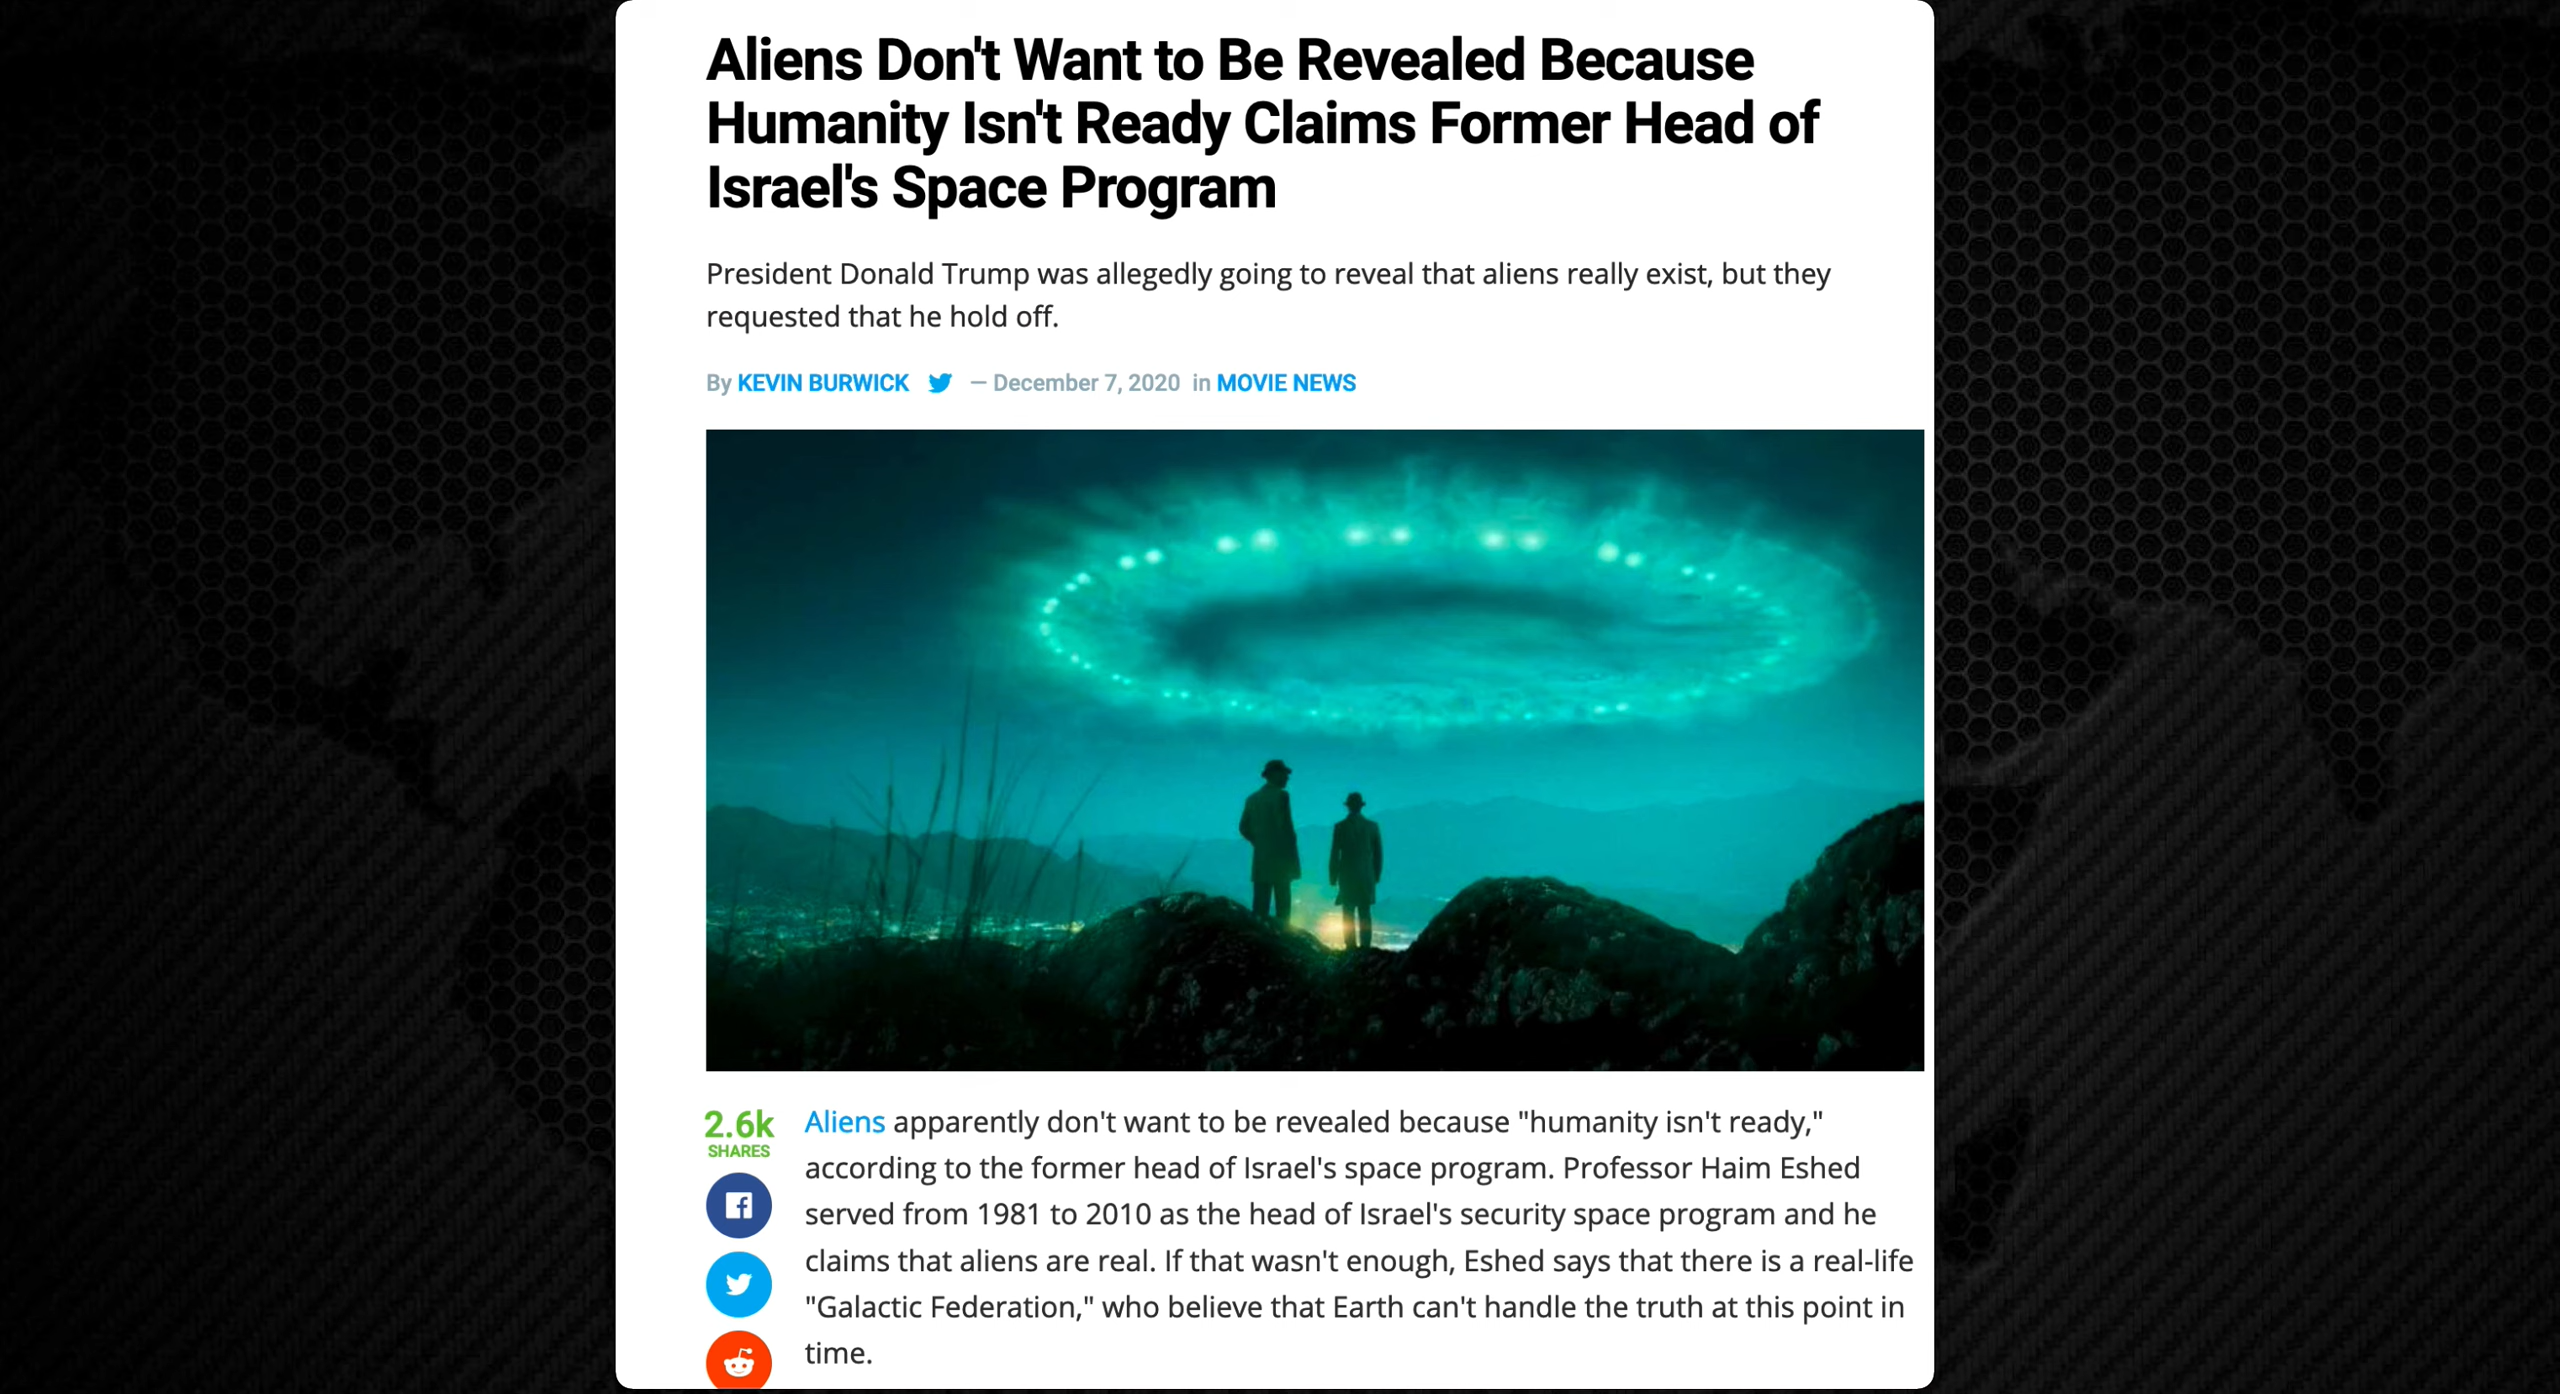 Aliens Don't Want to Be Revealed Because
Humanity Isn't Ready Claims Former Head of
Israel's Space Program
President Donald Trump was allegedly going to reveal that aliens really exist, but they
requested that he hold off.
By KEVIN BURWICK — December 7, 2020 in MOVIE NEWS
2.6k
SHARES
Aliens apparently don't want to be revealed because "humanity isn't ready,"
according to the former head of Israel's space program. Professor Haim Eshed
served from 1981 to 2010 as the head of Israel's security space program and he
claims that aliens are real. If that wasn't enough, Eshed says that there is a real-life
"Galactic Federation," who believe that Earth can't handle the truth at this point in
time.